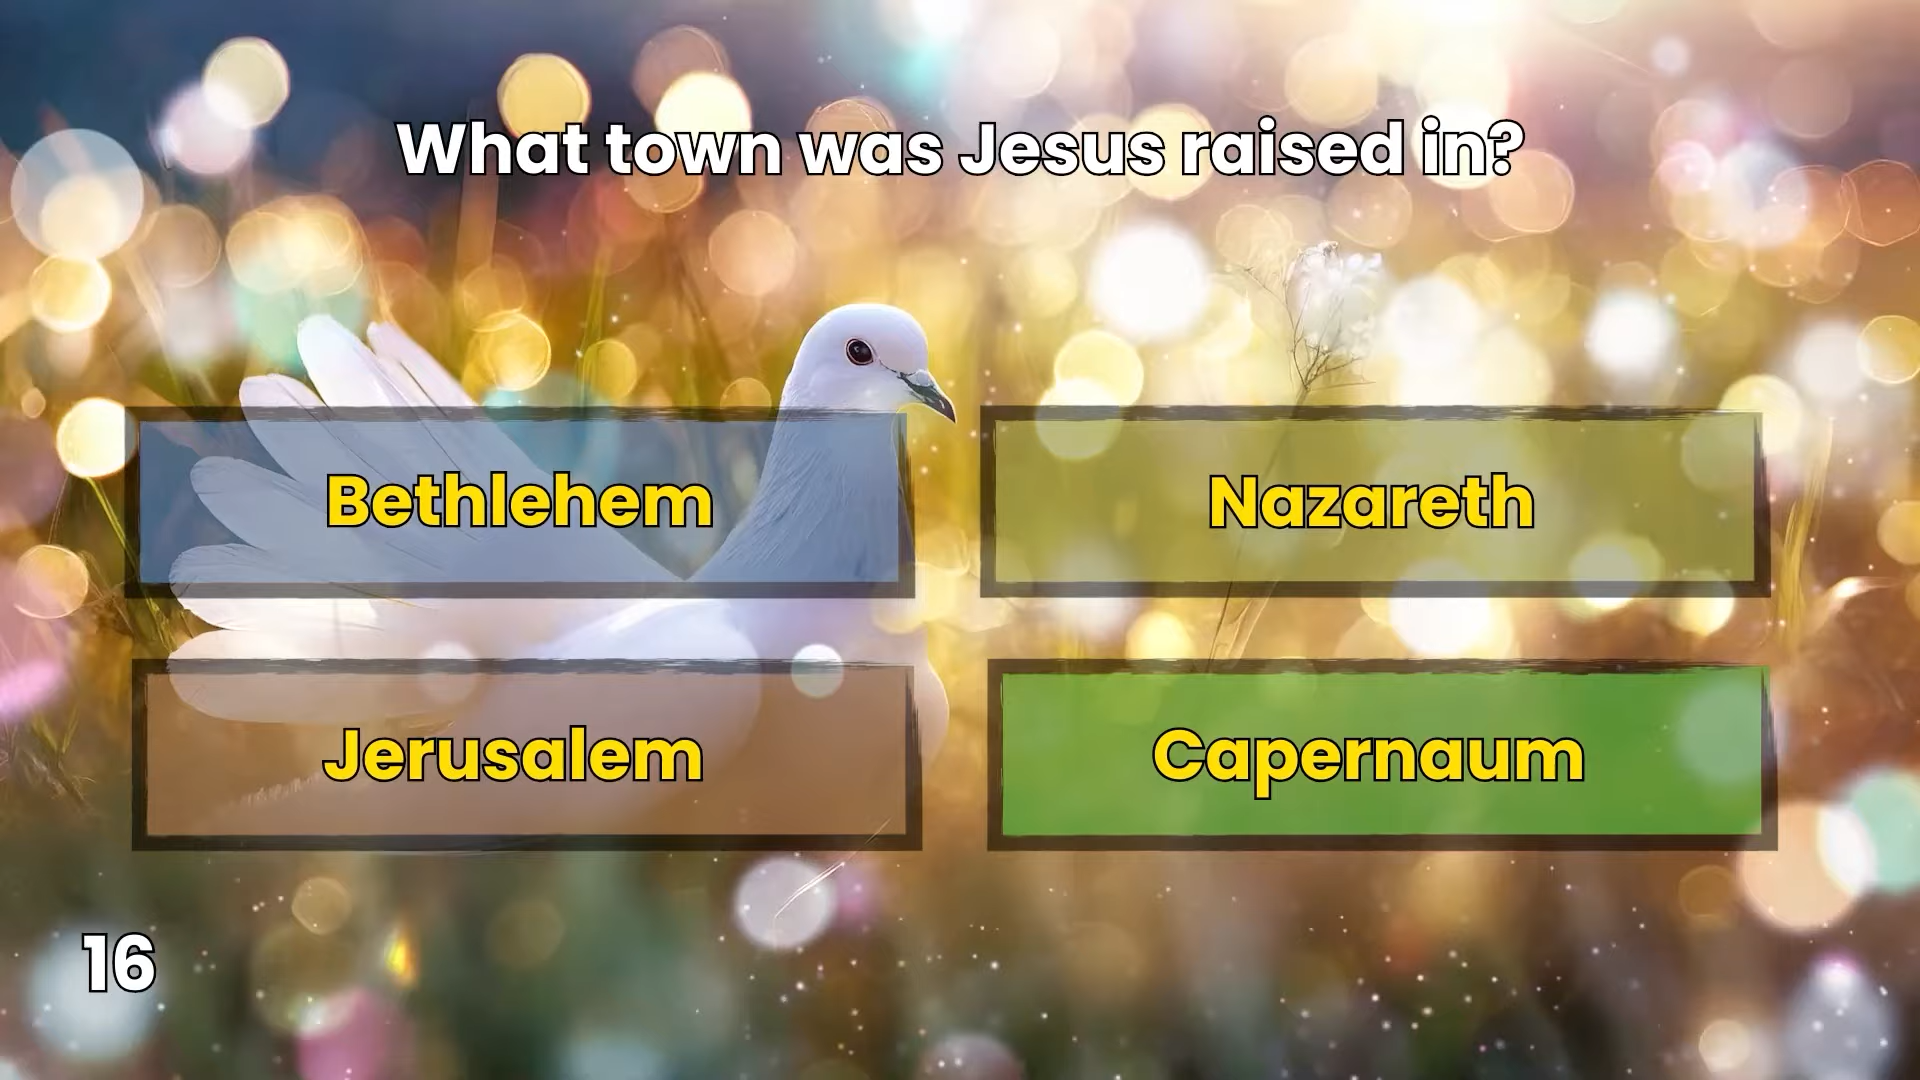 What town was Jesus raised in?
Bethlehem
Nazareth
Jerusalem
Capernaum
16